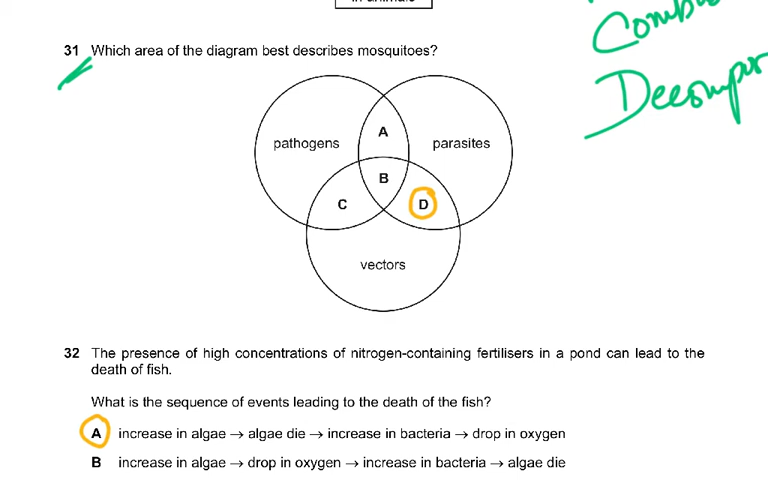 31 Which area of the diagram best describes mosquitoes?
pathogens
A
parasites
B
C
D
vectors
32 The presence of high concentrations of nitrogen-containing fertilisers in a pond can lead to the
death of fish.
What is the sequence of events leading to the death of the fish?
A increase in algae → algae die → increase in bacteria → drop in oxygen
B increase in algae → drop in oxygen → increase in bacteria → algae die